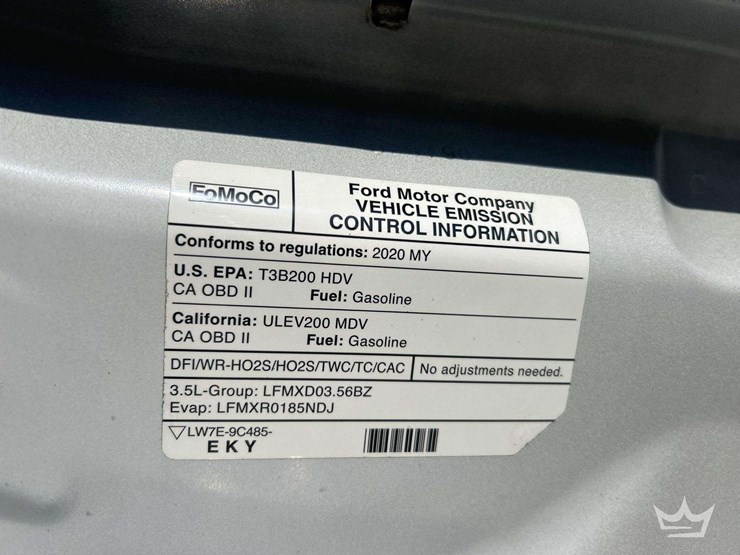 FoMoCo
Ford Motor Company
VEHICLE EMISSION
CONTROL INFORMATION
Conforms to regulations: 2020 MY
U.S. EPA: T3B200 HDV
CA OBD II Fuel: Gasoline
California: ULEV200 MDV
CA OBD II Fuel: Gasoline
DFI/WR-HO2S/HO2S/TWC/TC/CAC No adjustments needed.
3.5L-Group: LFMXD03.56BZ
Evap: LFMXR0185NDJ
LW7E-9C485-
EKY